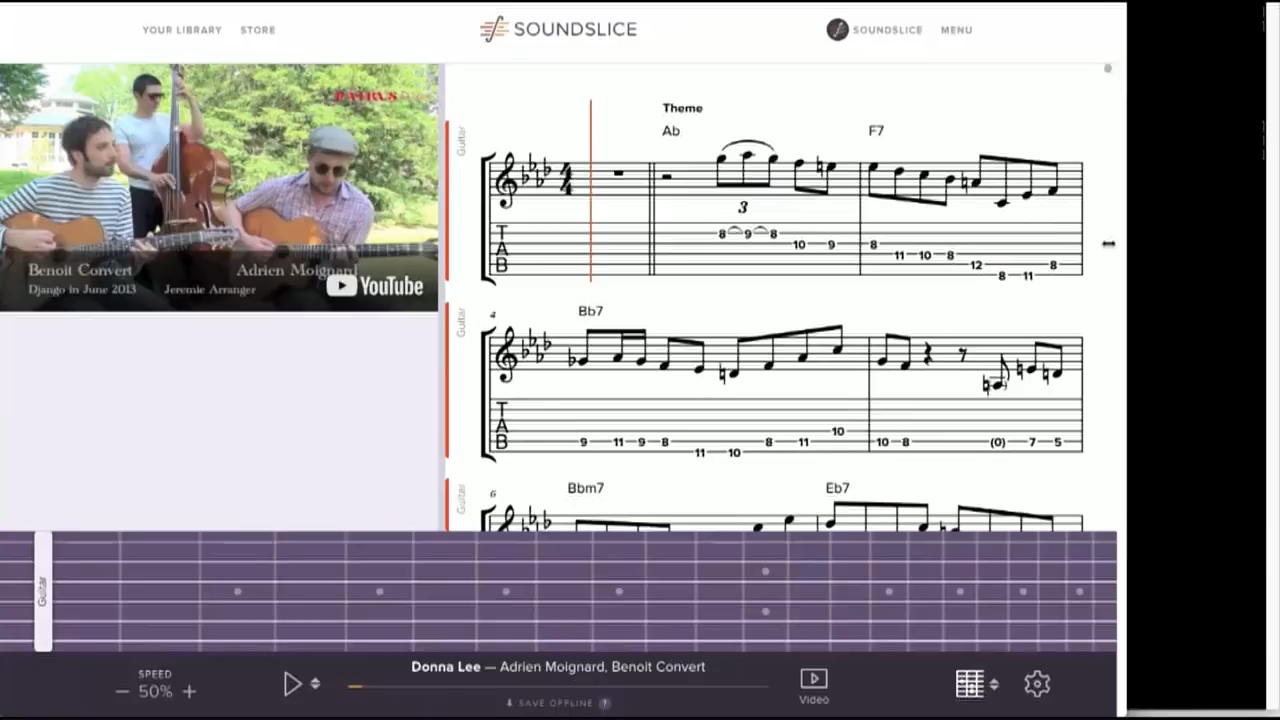 YOUR LIBRARY STORE SOUNDSLICE SOUNDSLICE MENU
PATRUS
Benoit Convert Adrien Moignard
Django in June 2013 Jeremie Arranger
YouTube
Theme
Ab F7
Guitar
4
4
3
T
A
B
8 9 8 10 9 8 11 10 8 12 8 11 8
4
Bb7
Guitar
T
A
B
9 11 9 8 11 10 8 11 10 10 8 (0) 7 5
6
Bbm7 Eb7
Guitar
Guitar
SPEED
− 50% +
Donna Lee — Adrien Moignard, Benoit Convert
SAVE OFFLINE ?
Video